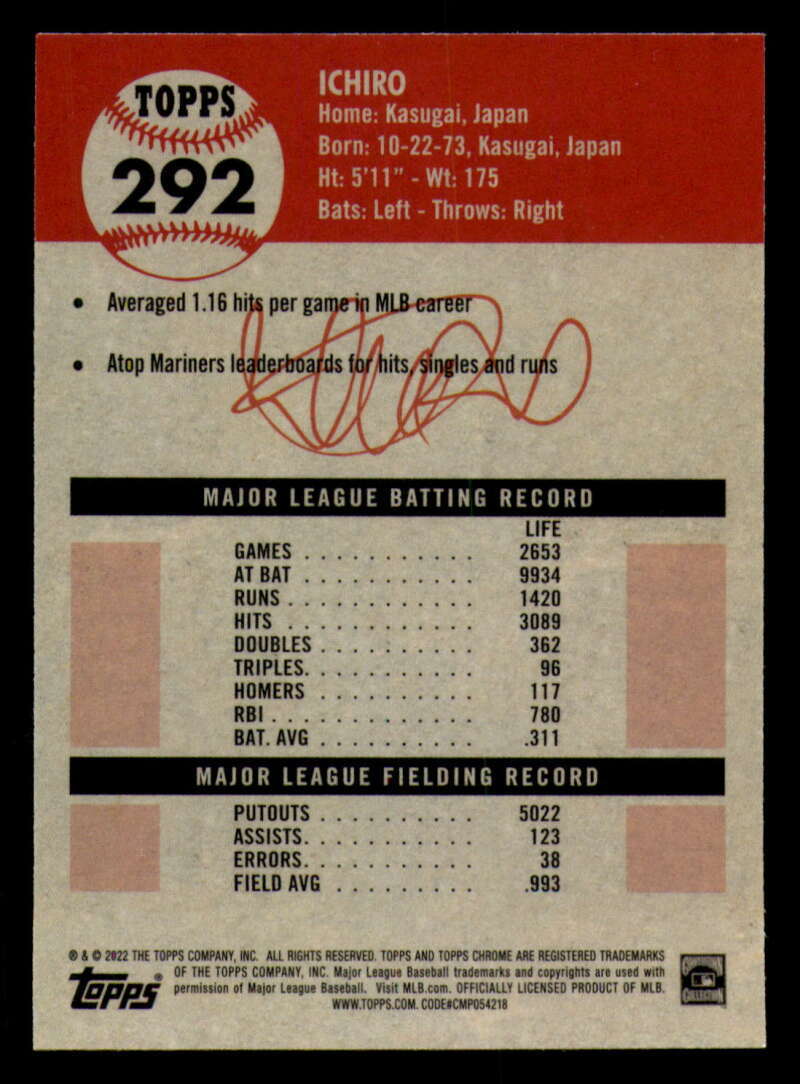 TOPPS
292
ICHIRO
Home: Kasugai, Japan
Born: 10-22-73, Kasugai, Japan
Ht: 5'11" - Wt: 175
Bats: Left - Throws: Right
• Averaged 1.16 hits per game in MLB career
• Atop Mariners leaderboards for hits, singles and runs
MAJOR LEAGUE BATTING RECORD
LIFE
GAMES . . . . . . . . . . . 2653
AT BAT . . . . . . . . . . . 9934
RUNS . . . . . . . . . . . . 1420
HITS . . . . . . . . . . . . 3089
DOUBLES . . . . . . . . . . 362
TRIPLES. . . . . . . . . . . 96
HOMERS . . . . . . . . . . 117
RBI . . . . . . . . . . . . . 780
BAT. AVG . . . . . . . . . . .311
MAJOR LEAGUE FIELDING RECORD
PUTOUTS . . . . . . . . . . 5022
ASSISTS. . . . . . . . . . . 123
ERRORS. . . . . . . . . . . 38
FIELD AVG . . . . . . . . . .993
® & © 2022 THE TOPPS COMPANY, INC. ALL RIGHTS RESERVED. TOPPS AND TOPPS CHROME ARE REGISTERED TRADEMARKS
OF THE TOPPS COMPANY, INC. Major League Baseball trademarks and copyrights are used with
permission of Major League Baseball. Visit MLB.com. OFFICIALLY LICENSED PRODUCT OF MLB.
WWW.TOPPS.COM. CODE#CMP054218
Topps®
COOPERSTOWN
COLLECTION